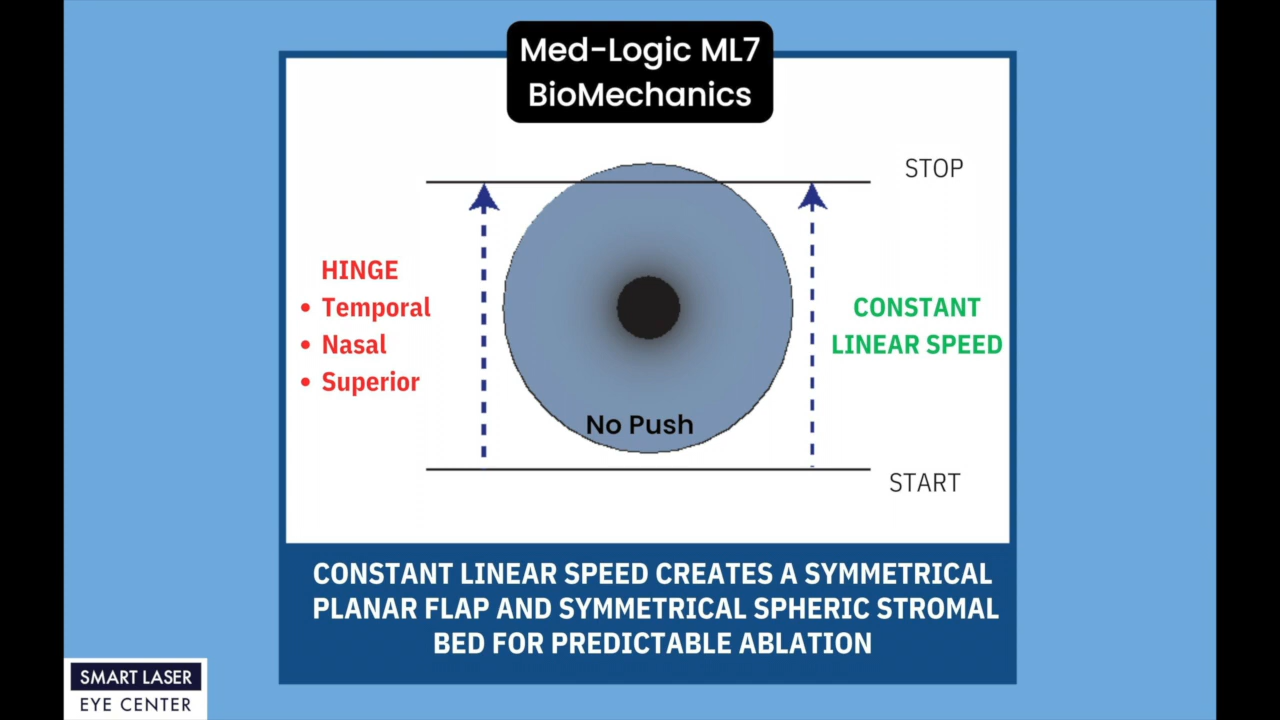 Med-Logic ML7
BioMechanics
STOP
HINGE
• Temporal
• Nasal
• Superior
CONSTANT
LINEAR SPEED
No Push
START
CONSTANT LINEAR SPEED CREATES A SYMMETRICAL
PLANAR FLAP AND SYMMETRICAL SPHERIC STROMAL
BED FOR PREDICTABLE ABLATION
SMART LASER
EYE CENTER